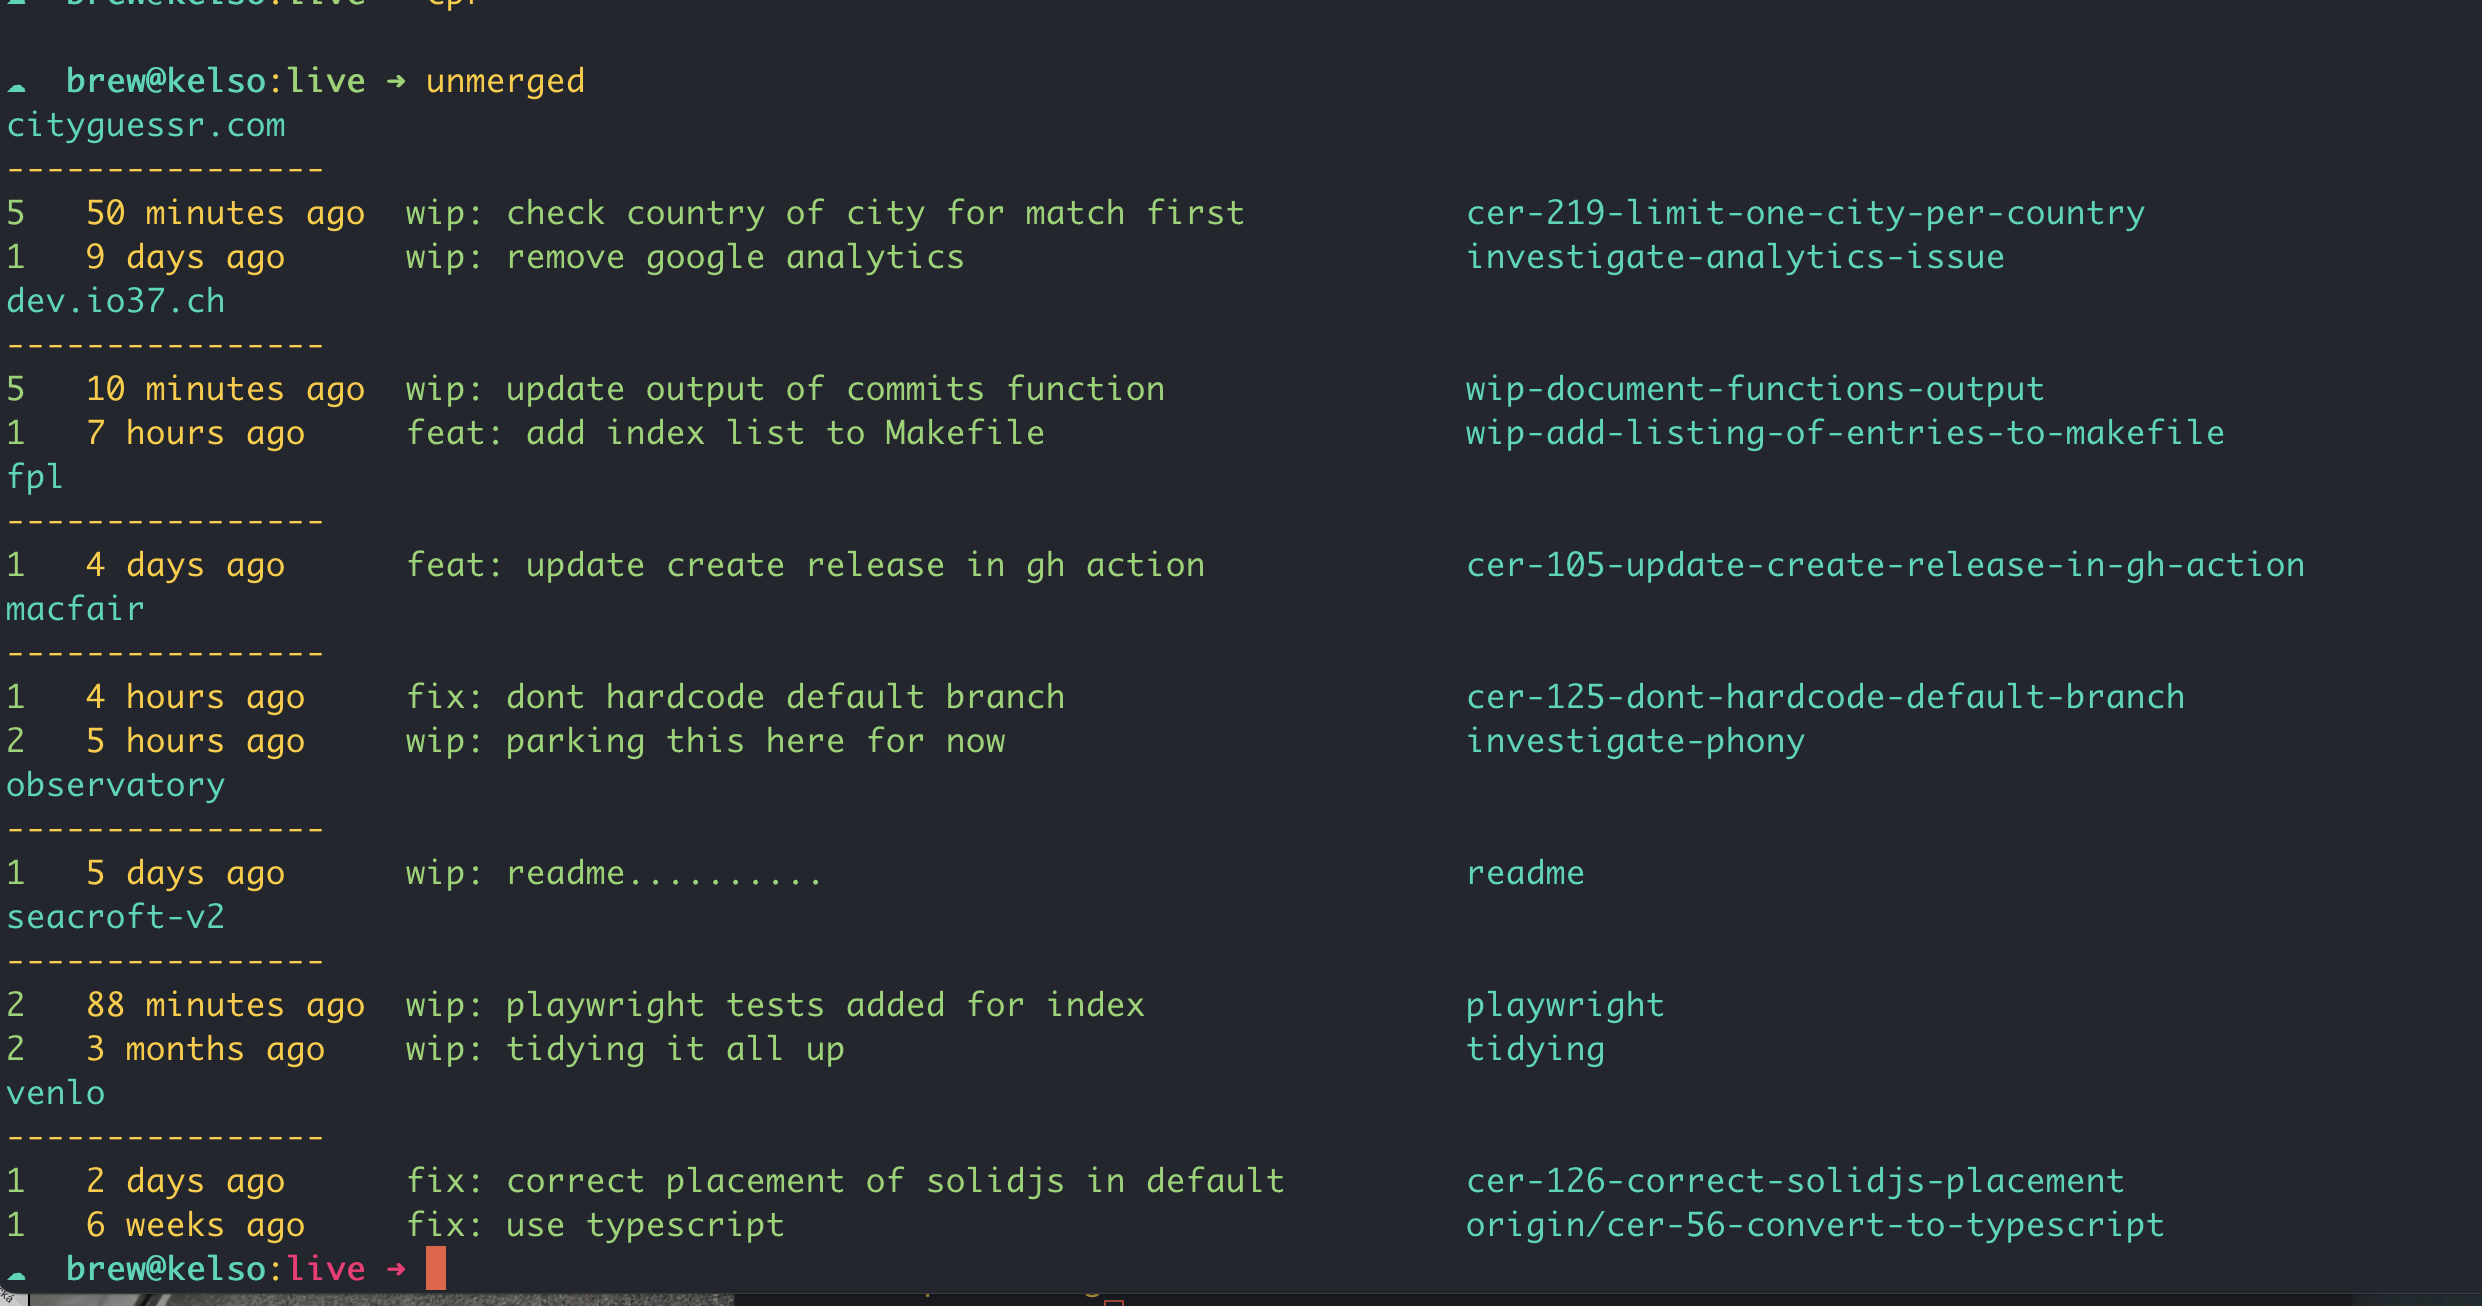 brew@kelso:live
☁  brew@kelso:live ➜ unmerged
cityguessr.com
----------------
5   50 minutes ago  wip: check country of city for match first           cer-219-limit-one-city-per-country
1   9 days ago      wip: remove google analytics                         investigate-analytics-issue
dev.io37.ch
----------------
5   10 minutes ago  wip: update output of commits function               wip-document-functions-output
1   7 hours ago     feat: add index list to Makefile                     wip-add-listing-of-entries-to-makefile
fpl
----------------
1   4 days ago      feat: update create release in gh action             cer-105-update-create-release-in-gh-action
macfair
----------------
1   4 hours ago     fix: dont hardcode default branch                    cer-125-dont-hardcode-default-branch
2   5 hours ago     wip: parking this here for now                       investigate-phony
observatory
----------------
1   5 days ago      wip: readme..........                                readme
seacroft-v2
----------------
2   88 minutes ago  wip: playwright tests added for index                playwright
2   3 months ago    wip: tidying it all up                               tidying
venlo
----------------
1   2 days ago      fix: correct placement of solidjs in default         cer-126-correct-solidjs-placement
1   6 weeks ago     fix: use typescript                                  origin/cer-56-convert-to-typescript
☁  brew@kelso:live ➜